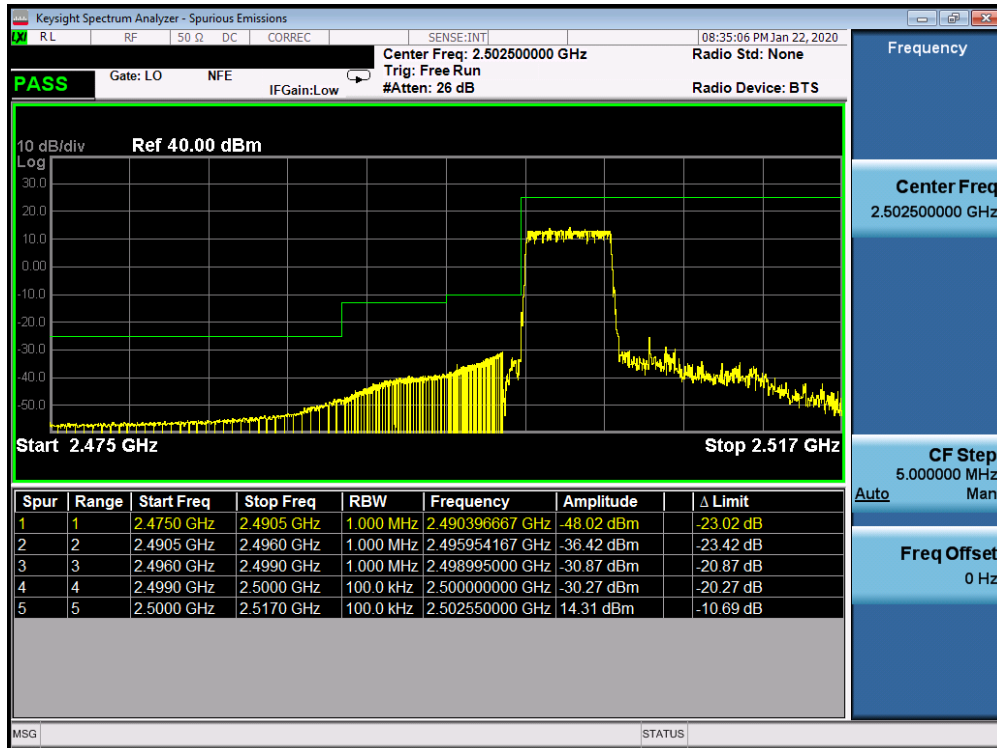 Keysight Spectrum Analyzer - Spurious Emissions
LXI RL RF 50 Ω DC CORREC SENSE:INT 08:35:06 PM Jan 22, 2020
Center Freq: 2.502500000 GHz Radio Std: None
PASS Gate: LO NFE Trig: Free Run
IFGain:Low #Atten: 26 dB Radio Device: BTS
10 dB/div Ref 40.00 dBm
Log
30.0
20.0
10.0
0.00
-10.0
-20.0
-30.0
-40.0
-50.0
Start 2.475 GHz Stop 2.517 GHz
Spur Range Start Freq Stop Freq RBW Frequency Amplitude Δ Limit
1 1 2.4750 GHz 2.4905 GHz 1.000 MHz 2.490396667 GHz -48.02 dBm -23.02 dB
2 2 2.4905 GHz 2.4960 GHz 1.000 MHz 2.495954167 GHz -36.42 dBm -23.42 dB
3 3 2.4960 GHz 2.4990 GHz 1.000 MHz 2.498995000 GHz -30.87 dBm -20.87 dB
4 4 2.4990 GHz 2.5000 GHz 100.0 kHz 2.500000000 GHz -30.27 dBm -20.27 dB
5 5 2.5000 GHz 2.5170 GHz 100.0 kHz 2.502550000 GHz 14.31 dBm -10.69 dB
MSG STATUS
Frequency
Center Freq
2.502500000 GHz
CF Step
5.000000 MHz
Auto Man
Freq Offset
0 Hz